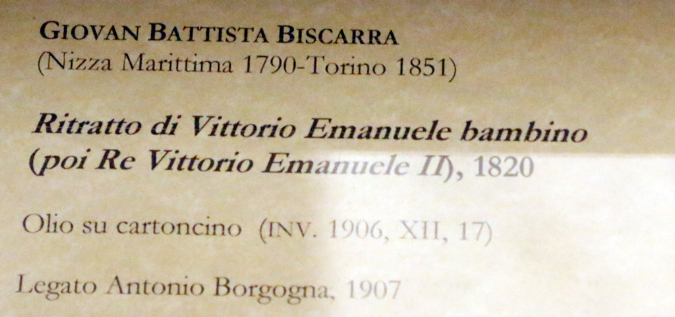 GIOVAN BATTISTA BISCARRA
(Nizza Marittima 1790-Torino 1851)
Ritratto di Vittorio Emanuele bambino
(poi Re Vittorio Emanuele II), 1820
Olio su cartoncino (INV. 1906, XII, 17)
Legato Antonio Borgogna, 1907